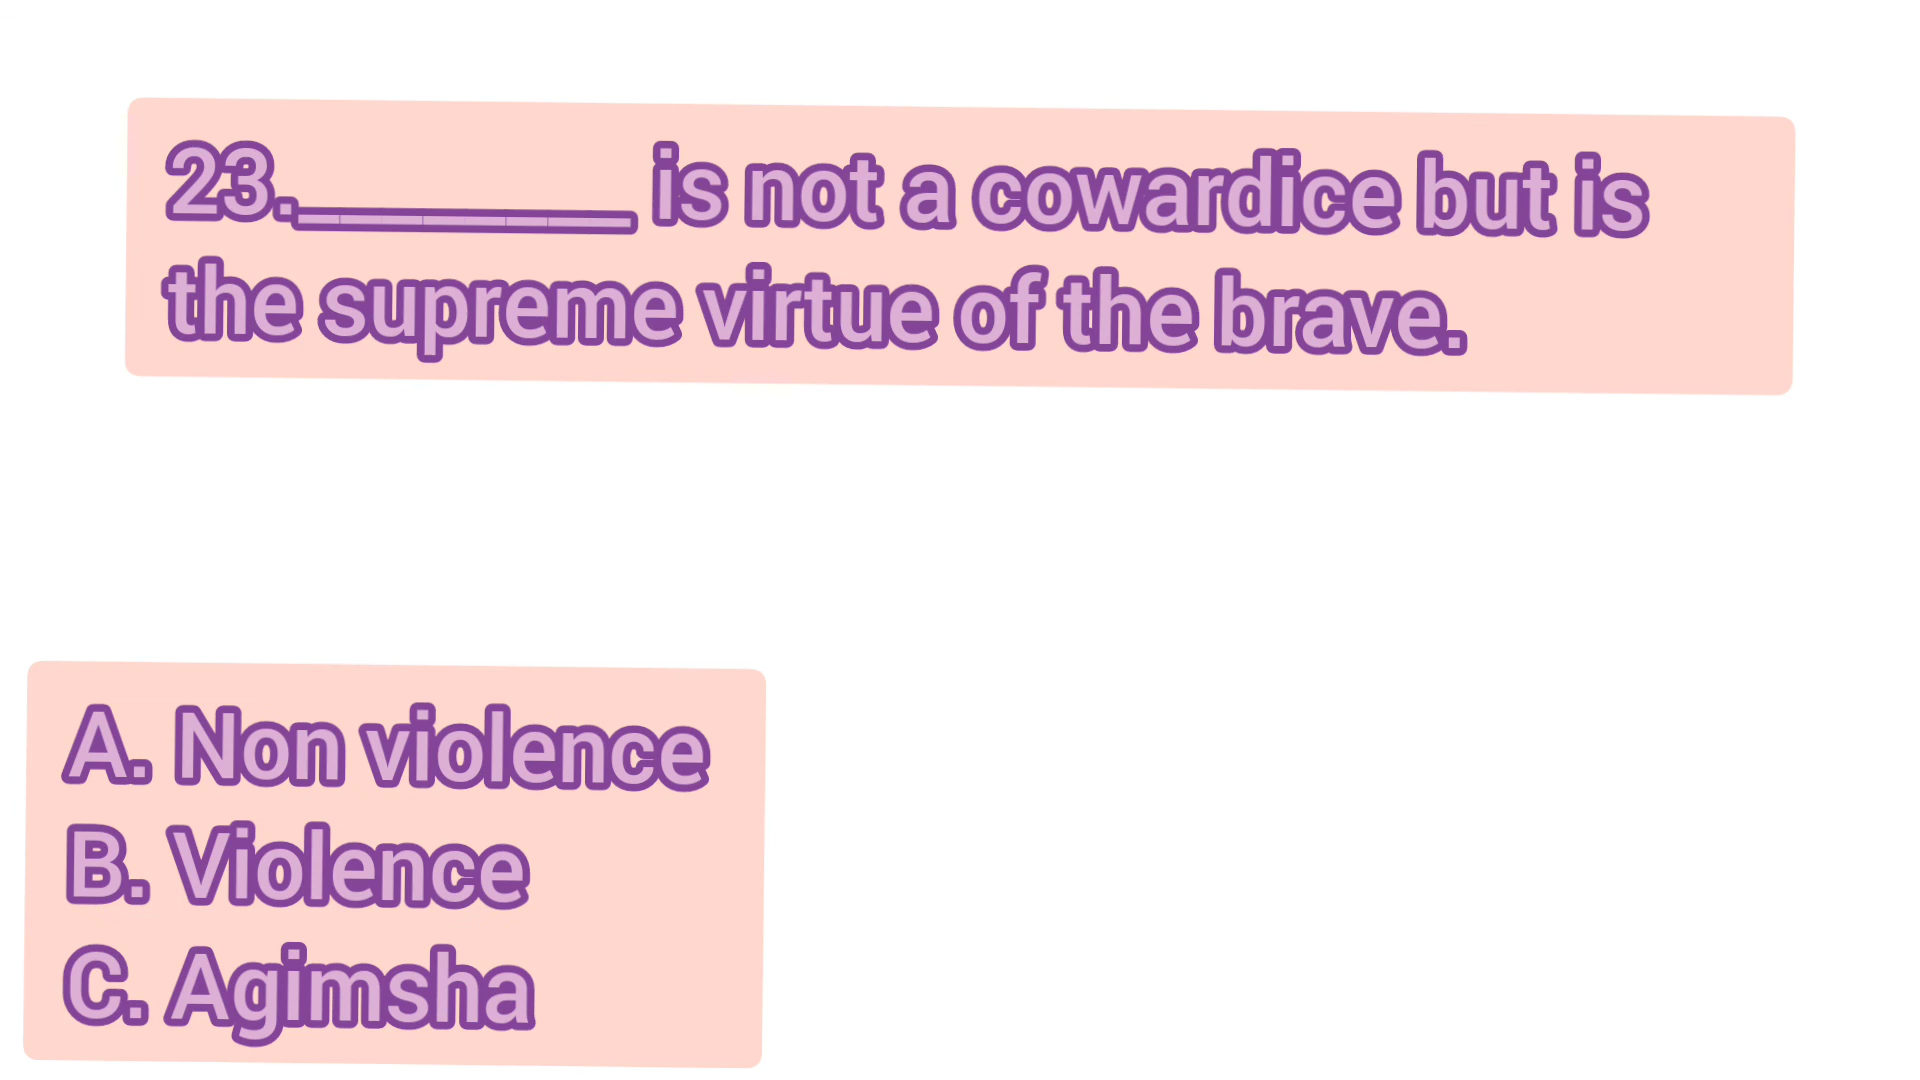 23.________ is not a cowardice but is
the supreme virtue of the brave.
A. Non violence
B. Violence
C. Agimsha